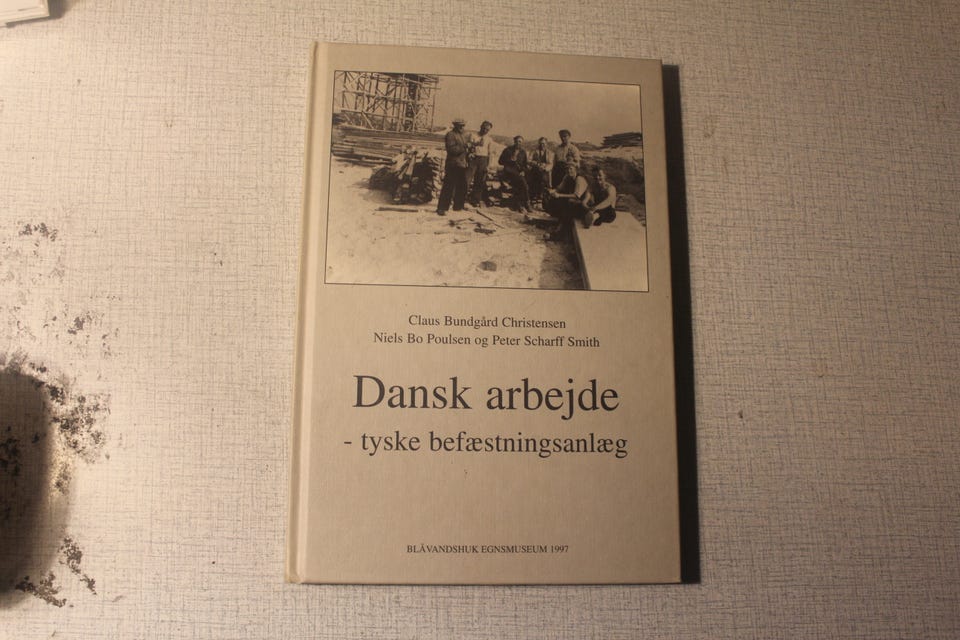 Claus Bundgård Christensen
Niels Bo Poulsen og Peter Scharff Smith
Dansk arbejde
- tyske befæstningsanlæg
BLÅVANDSHUK EGNSMUSEUM 1997